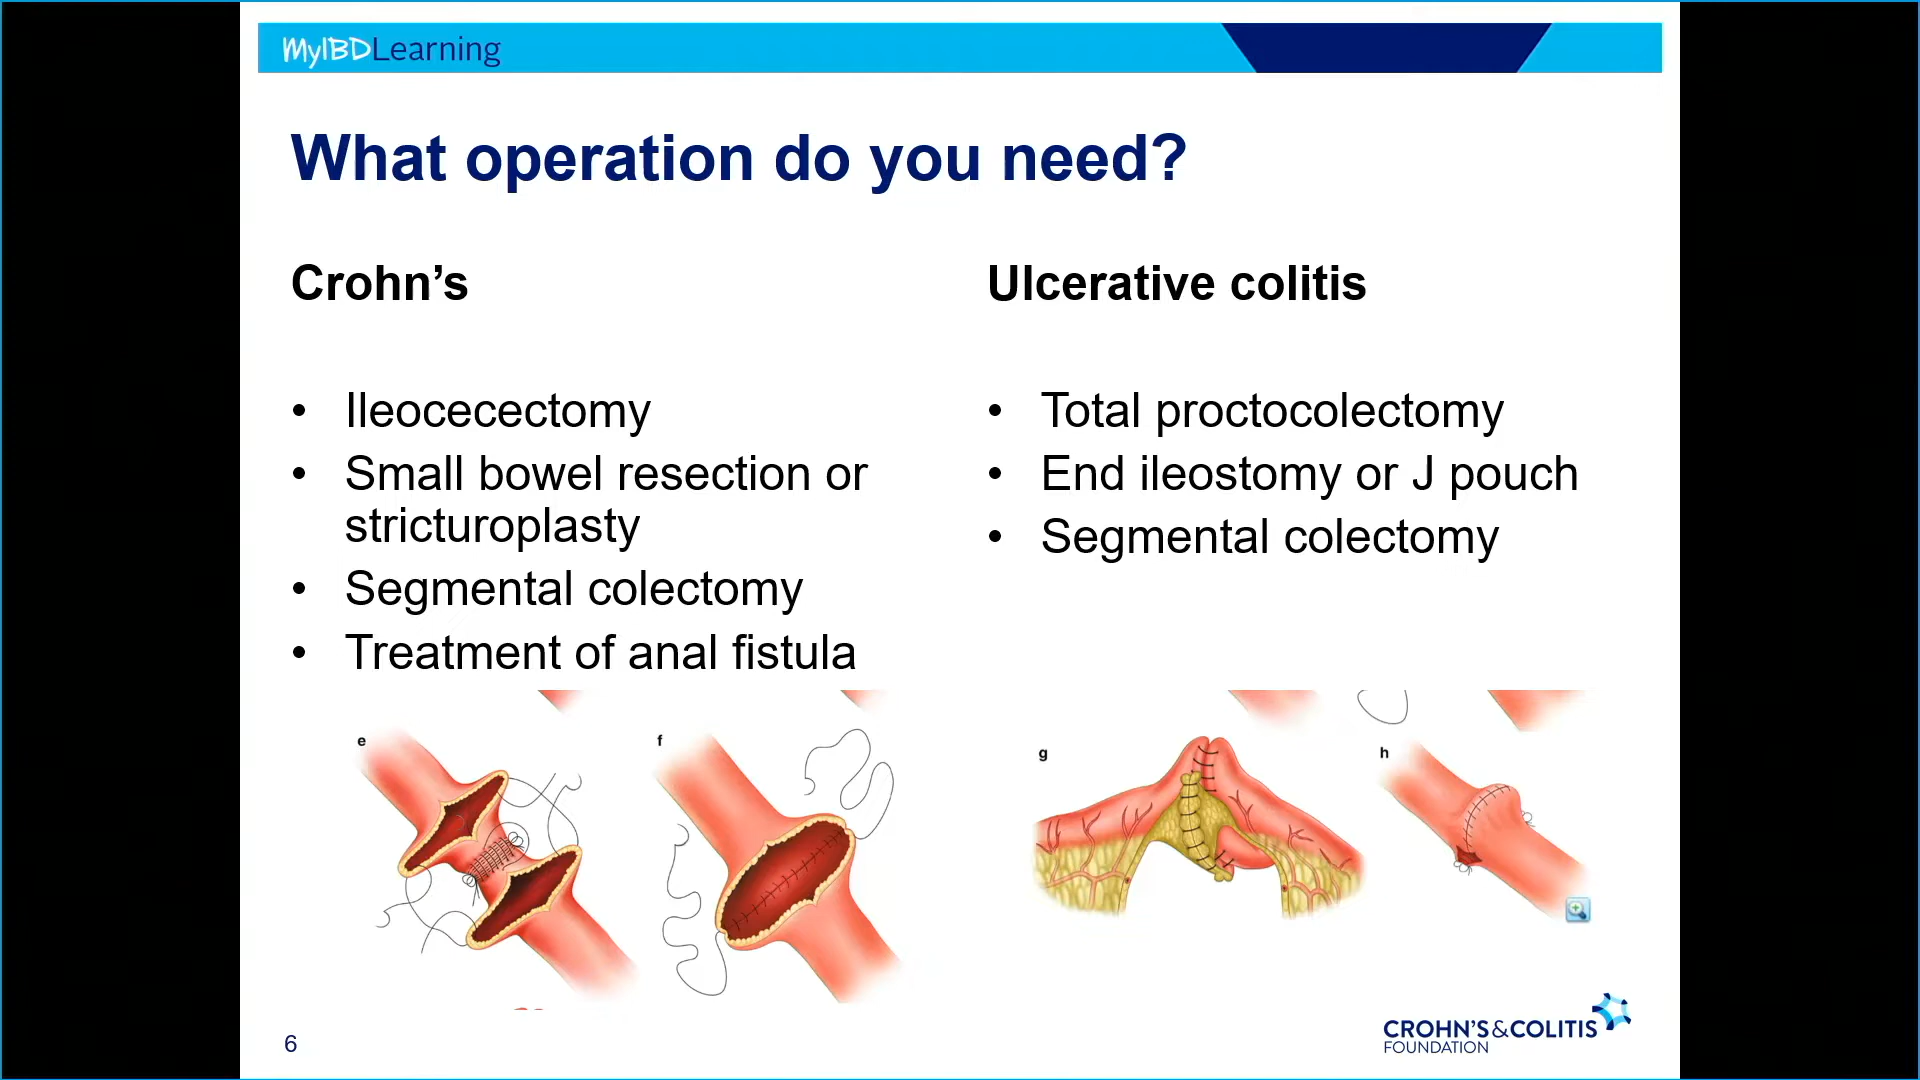 MyIBDLearning
What operation do you need?
Crohn’s
• Ileocecectomy
• Small bowel resection or
stricturoplasty
• Segmental colectomy
• Treatment of anal fistula
Ulcerative colitis
• Total proctocolectomy
• End ileostomy or J pouch
• Segmental colectomy
e
f
g
h
6
CROHN’S&COLITIS
FOUNDATION